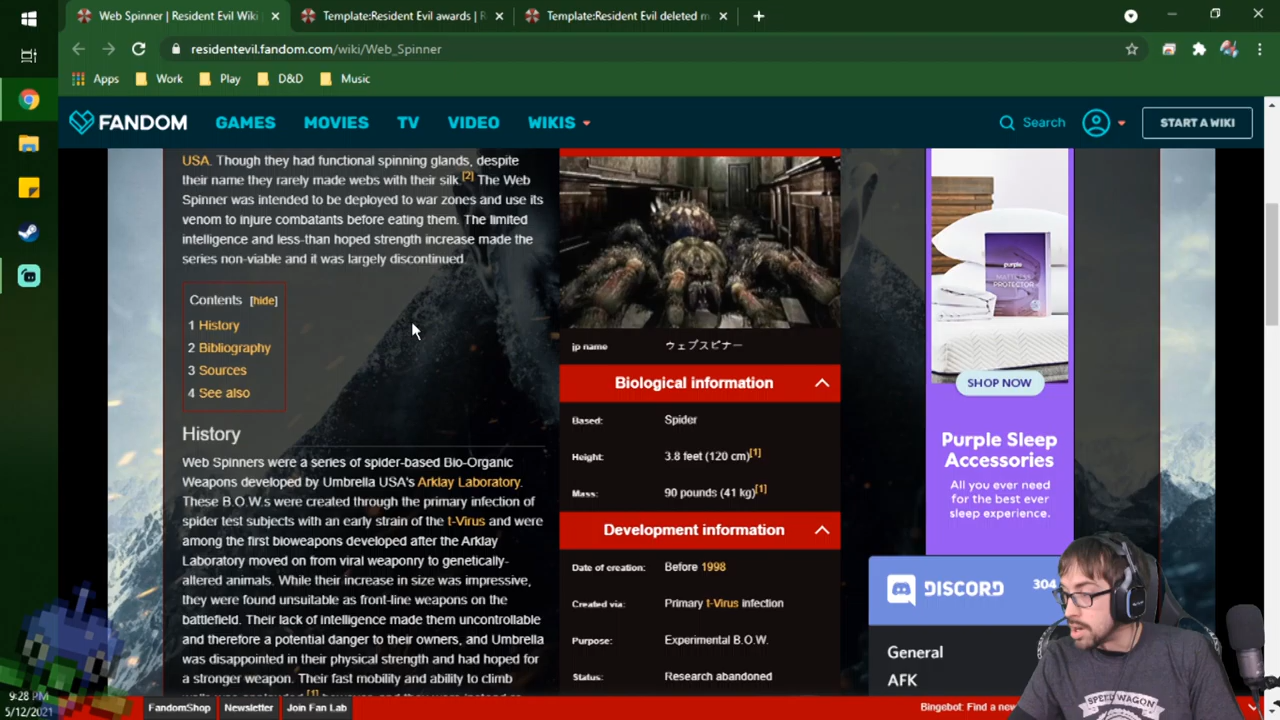 Web Spinner | Resident Evil Wiki
Template:Resident Evil awards | R
Template:Resident Evil deleted m
residentevil.fandom.com/wiki/Web_Spinner
Apps Work Play D&D Music
FANDOM GAMES MOVIES TV VIDEO WIKIS Search START A WIKI
USA. Though they had functional spinning glands, despite
their name they rarely made webs with their silk.[2] The Web
Spinner was intended to be deployed to war zones and use its
venom to injure combatants before eating them. The limited
intelligence and less-than hoped strength increase made the
series non-viable and it was largely discontinued
Contents [hide]
1 History
2 Bibliography
3 Sources
4 See also
History
Web Spinners were a series of spider-based Bio-Organic
Weapons developed by Umbrella USA's Arklay Laboratory.
These B.O.W.s were created through the primary infection of
spider test subjects with an early strain of the t-Virus and were
among the first bioweapons developed after the Arklay
Laboratory moved on from viral weaponry to genetically-
altered animals. While their increase in size was impressive,
they were found unsuitable as front-line weapons on the
battlefield. Their lack of intelligence made them uncontrollable
and therefore a potential danger to their owners, and Umbrella
was disappointed in their physical strength and had hoped for
a stronger weapon. Their fast mobility and ability to climb
jp name ウェブスピナー
Biological information
Based: Spider
Height: 3.8 feet (120 cm)[1]
Mass: 90 pounds (41 kg)[1]
Development information
Date of creation: Before 1998
Created via: Primary t-Virus infection
Purpose: Experimental B.O.W.
Status: Research abandoned
purple
MATTRESS
PROTECTOR
SHOP NOW
Purple Sleep
Accessories
All you ever need
for the best ever
sleep experience.
DISCORD 304
General
AFK
SPEED WAGON
9:28 PM
5/12/2021
FandomShop Newsletter Join Fan Lab
Bingebot: Find a new